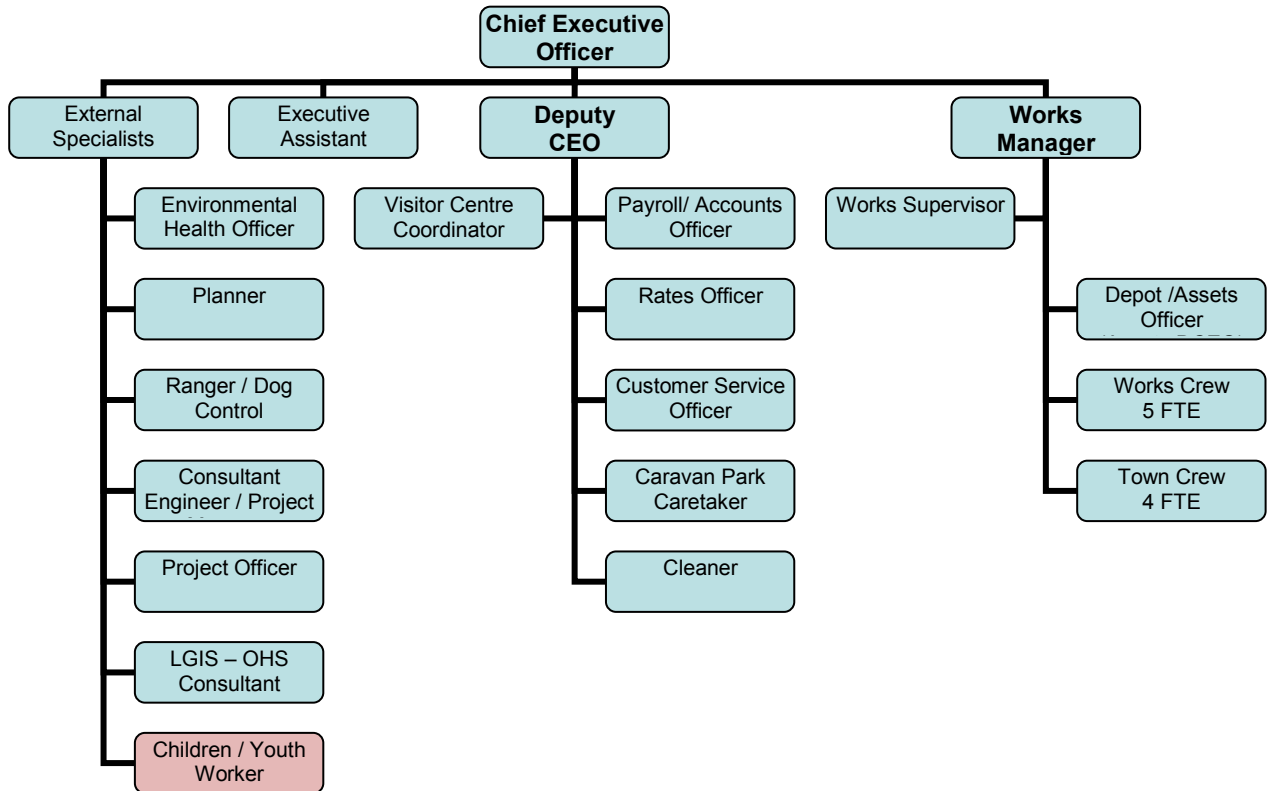 Chief Executive
Officer
External
Specialists
Executive
Assistant
Deputy
CEO
Works
Manager
Environmental
Health Officer
Visitor Centre
Coordinator
Payroll/ Accounts
Officer
Works Supervisor
Planner
Rates Officer
Depot /Assets
Officer
Ranger / Dog
Control
Customer Service
Officer
Works Crew
5 FTE
Consultant
Engineer / Project
Caravan Park
Caretaker
Town Crew
4 FTE
Project Officer
Cleaner
LGIS – OHS
Consultant
Children / Youth
Worker